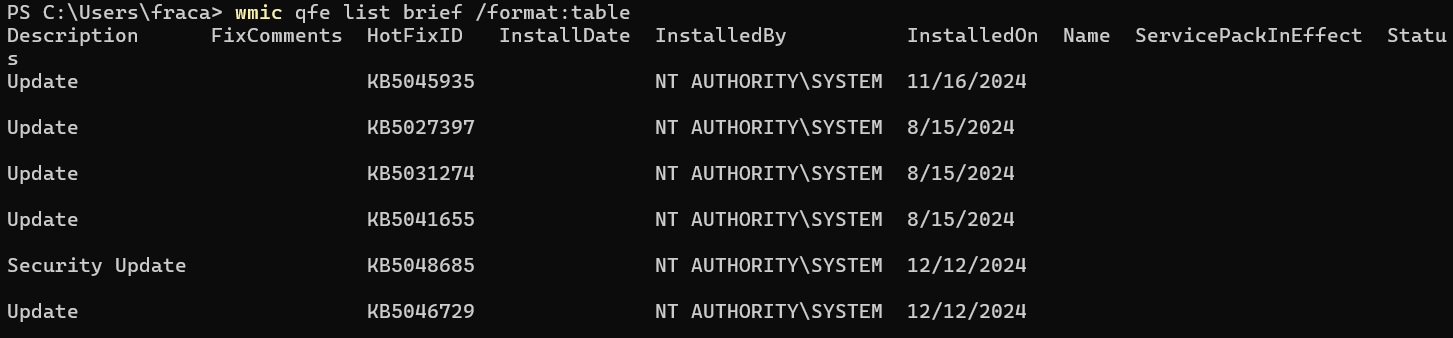 PS C:\Users\fraca> wmic qfe list brief /format:table
Description      FixComments  HotFixID   InstallDate  InstalledBy          InstalledOn  Name  ServicePackInEffect  Statu
s
Update                        KB5045935               NT AUTHORITY\SYSTEM  11/16/2024
Update                        KB5027397               NT AUTHORITY\SYSTEM  8/15/2024
Update                        KB5031274               NT AUTHORITY\SYSTEM  8/15/2024
Update                        KB5041655               NT AUTHORITY\SYSTEM  8/15/2024
Security Update               KB5048685               NT AUTHORITY\SYSTEM  12/12/2024
Update                        KB5046729               NT AUTHORITY\SYSTEM  12/12/2024